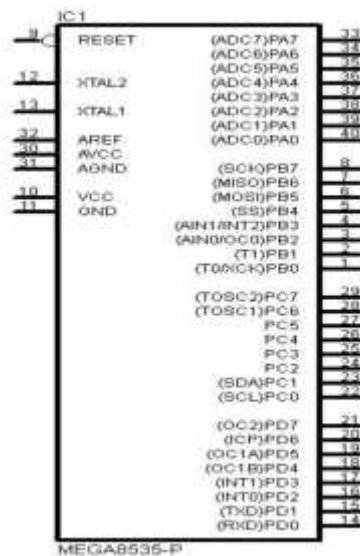 IC1
9 RESET (ADC7)PA7 33
(ADC6)PA6 34
(ADC5)PA5 35
12 XTAL2 (ADC4)PA4 36
(ADC3)PA3 37
13 XTAL1 (ADC2)PA2 38
(ADC1)PA1 39
32 AREF (ADC0)PA0 40
30 AVCC
31 AGND (SCK)PB7 8
(MISO)PB6 7
10 VCC (MOSI)PB5 6
11 GND (SS)PB4 5
(AIN1/INT2)PB3 4
(AIN0/OC0)PB2 3
(T1)PB1 2
(T0/XCK)PB0 1
(TOSC2)PC7 29
(TOSC1)PC6 28
PC5 27
PC4 26
PC3 25
PC2 24
(SDA)PC1 23
(SCL)PC0 22
(OC2)PD7 21
(ICP)PD6 20
(OC1A)PD5 19
(OC1B)PD4 18
(INT1)PD3 17
(INT0)PD2 16
(TXD)PD1 15
(RXD)PD0 14
MEGA8535-P